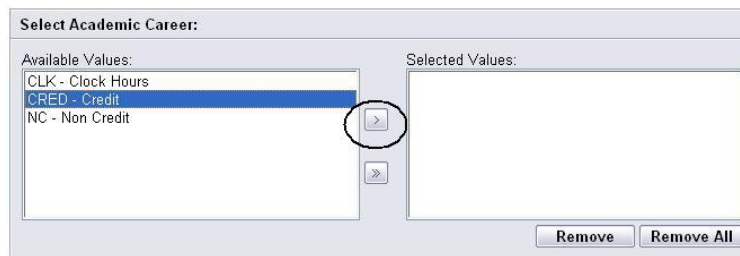 Select Academic Career:
Available Values:
Selected Values:
CLK - Clock Hours
CRED - Credit
NC - Non Credit
>
»
Remove
Remove All